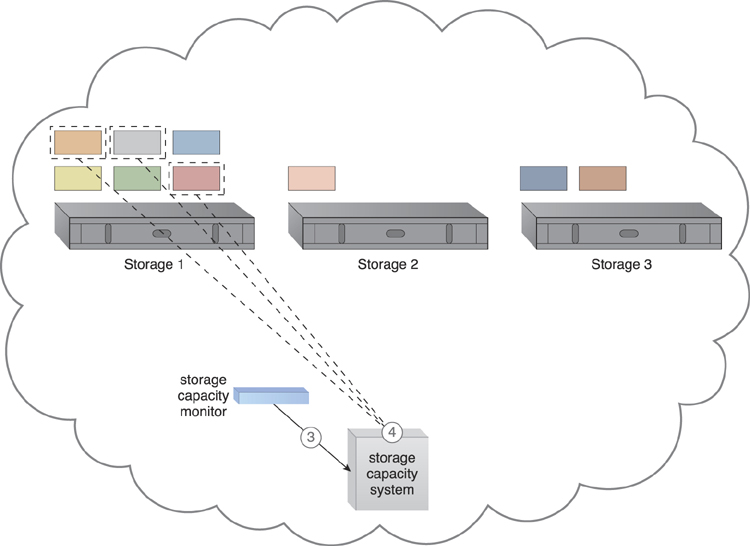 Storage 1
Storage 2
Storage 3
storage
capacity
monitor
3
4
storage
capacity
system